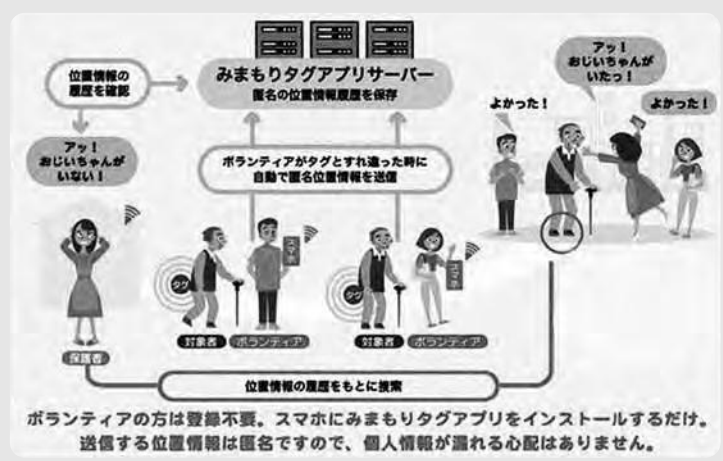 位置情報の
履歴を確認
みまもりタグアプリサーバー
匿名の位置情報履歴を保存
アッ！
おじいちゃんが
いたっ！
よかった！
よかった！
アッ！
おじいちゃんが
いない！
ボランティアがタグとすれ違った時に
自動で匿名位置情報を送信
スマホ
タグ
スマホ
タグ
対象者
ボランティア
対象者
ボランティア
保護者
位置情報の履歴をもとに捜索
ボランティアの方は登録不要。スマホにみまもりタグアプリをインストールするだけ。
送信する位置情報は匿名ですので、個人情報が漏れる心配はありません。